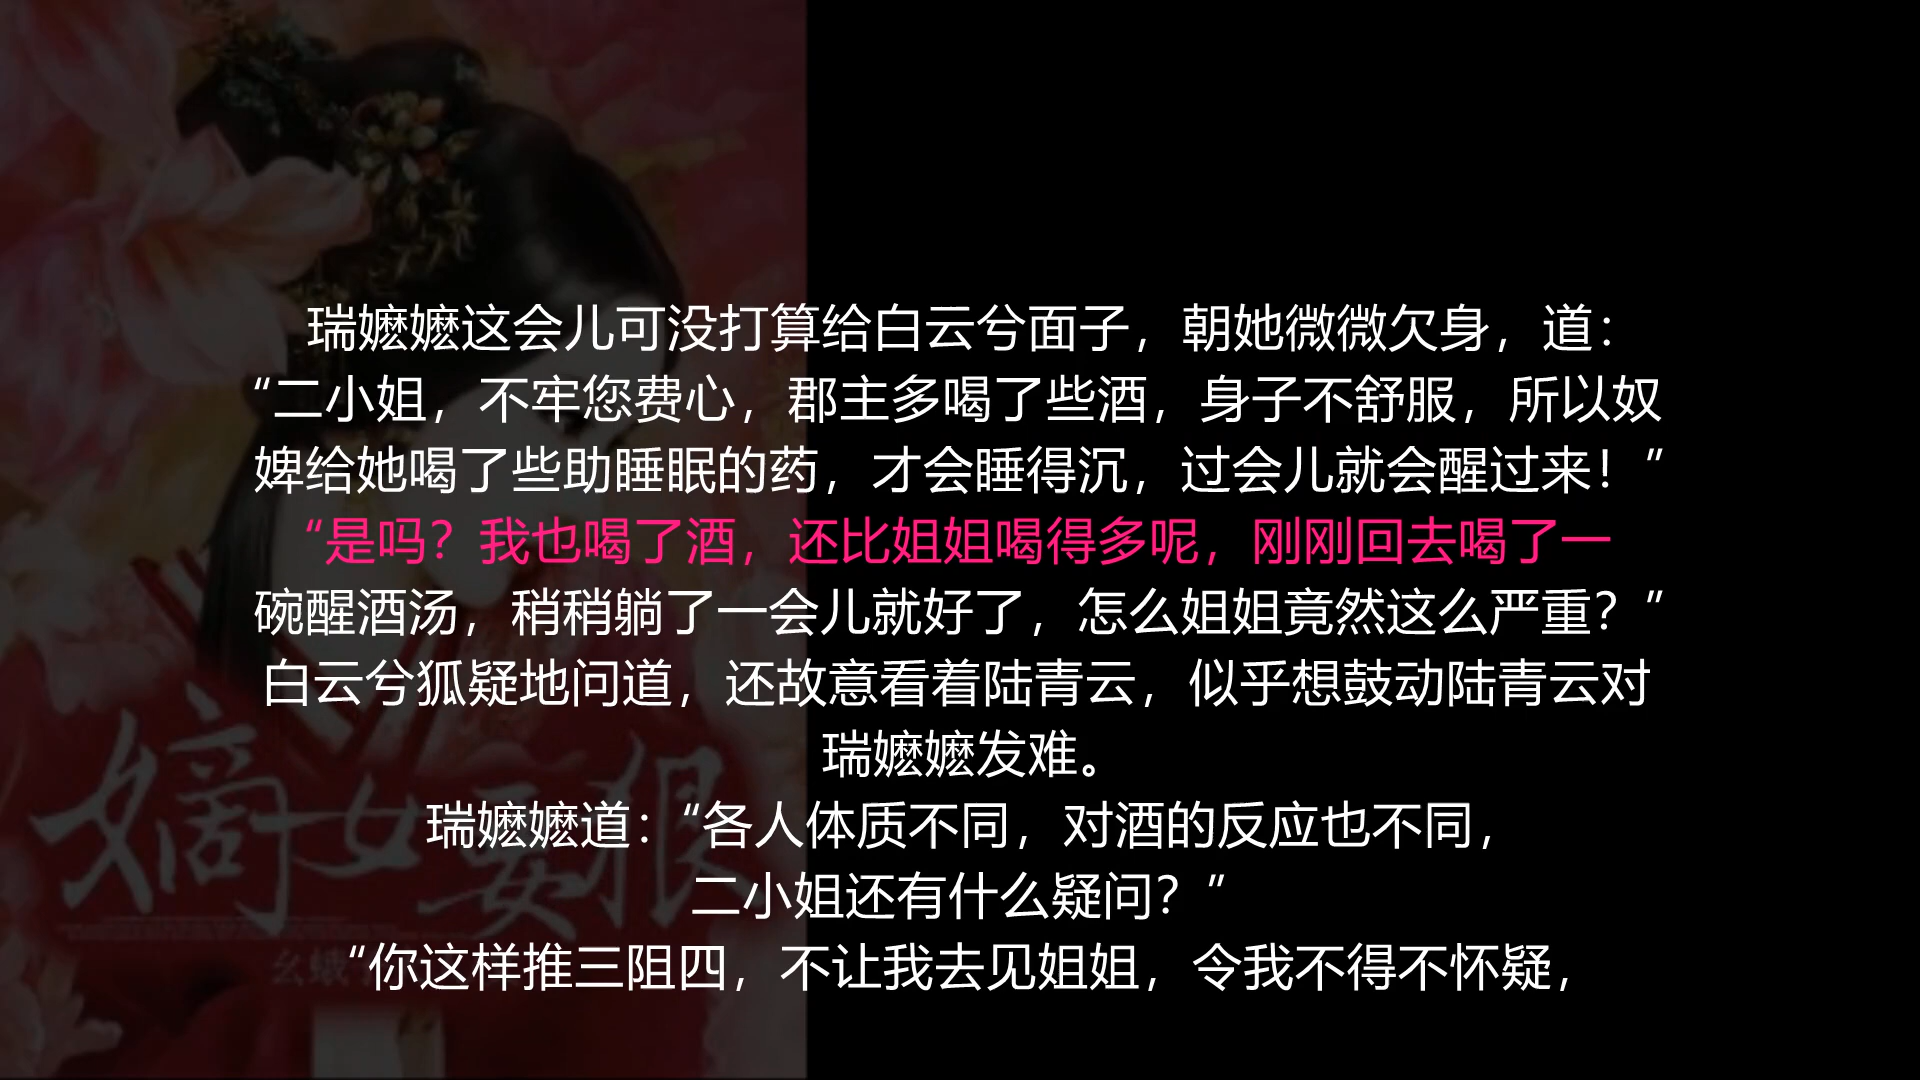 瑞嬷嬷这会儿可没打算给白云兮面子，朝她微微欠身，道：
“二小姐，不牢您费心，郡主多喝了些酒，身子不舒服，所以奴
婢给她喝了些助睡眠的药，才会睡得沉，过会儿就会醒过来！”
“是吗？我也喝了酒，还比姐姐喝得多呢，刚刚回去喝了一
碗醒酒汤，稍稍躺了一会儿就好了，怎么姐姐竟然这么严重？”
白云兮狐疑地问道，还故意看着陆青云，似乎想鼓动陆青云对
瑞嬷嬷发难。
瑞嬷嬷道：“各人体质不同，对酒的反应也不同，
二小姐还有什么疑问？”
“你这样推三阻四，不让我去见姐姐，令我不得不怀疑，
嫡女要狠
幺蛾